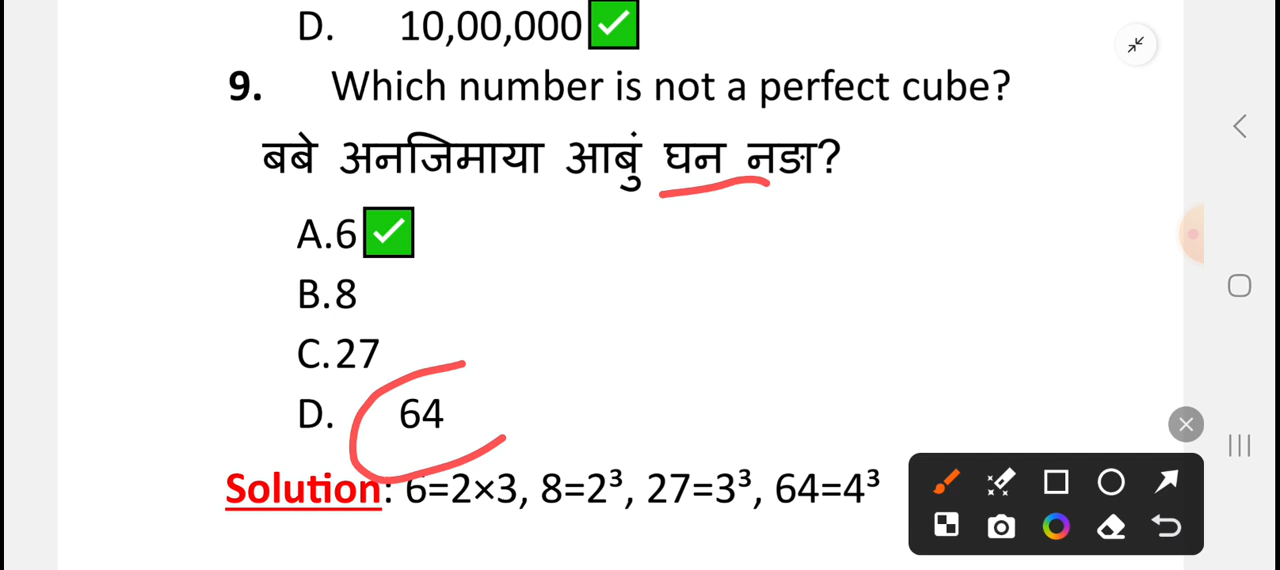 D. 10,00,000
9. Which number is not a perfect cube?
बबे अनजिमाया आबुं घन नङा?
A.6
B.8
C.27
D. 64
Solution: 6=2×3, 8=2³, 27=3³, 64=4³